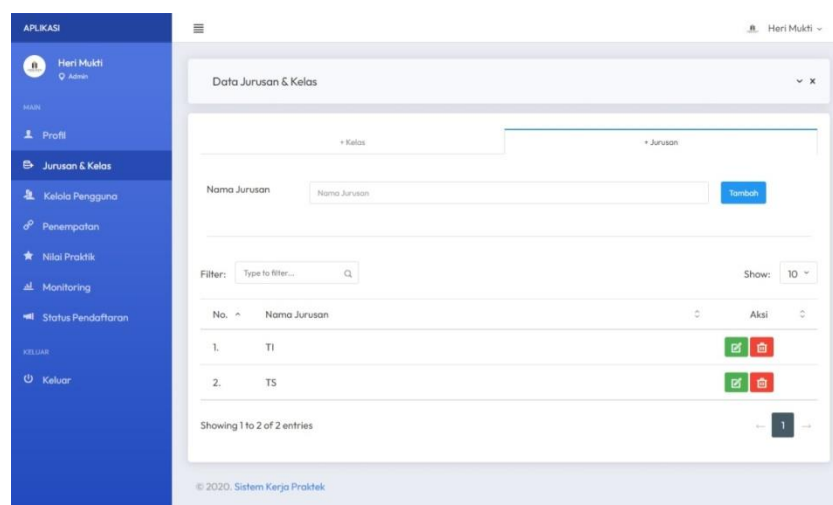 APLIKASI
Heri Mukti
Heri Mukti
Admin
MAIN
Profil
Jurusan & Kelas
Kelola Pengguna
Penempatan
Nilai Praktik
Monitoring
Status Pendaftaran
KELUAR
Keluar
Data Jurusan & Kelas
+ Kelas
+ Jurusan
Nama Jurusan
Nama Jurusan
Tambah
Filter:
Type to filter...
Show:
10
No.
Nama Jurusan
Aksi
1.
TI
2.
TS
Showing 1 to 2 of 2 entries
1
© 2020. Sistem Kerja Praktek